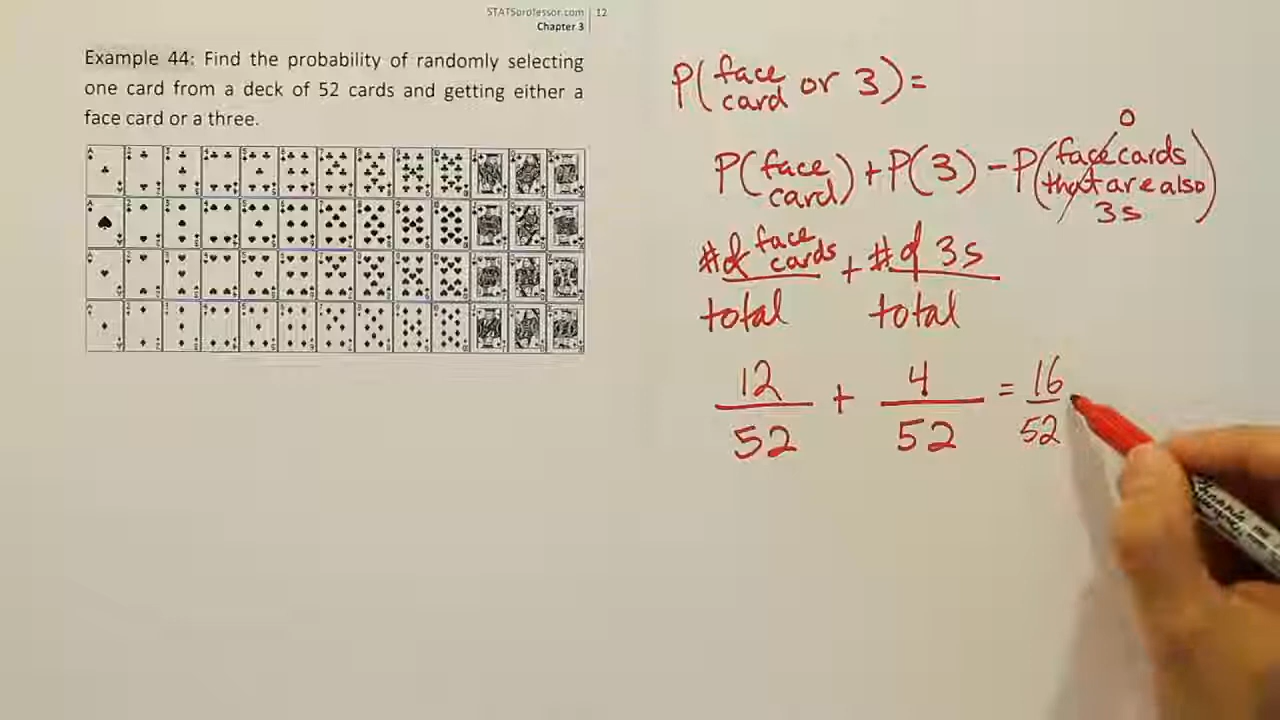 STATSprofessor.com 12
Chapter 3
Example 44: Find the probability of randomly selecting
one card from a deck of 52 cards and getting either a
face card or a three.
P(face card or 3) =
P(face card) + P(3) - P(face cards that are also 3s) 0
# of face cards / total + # of 3s / total
12/52 + 4/52 = 16/52